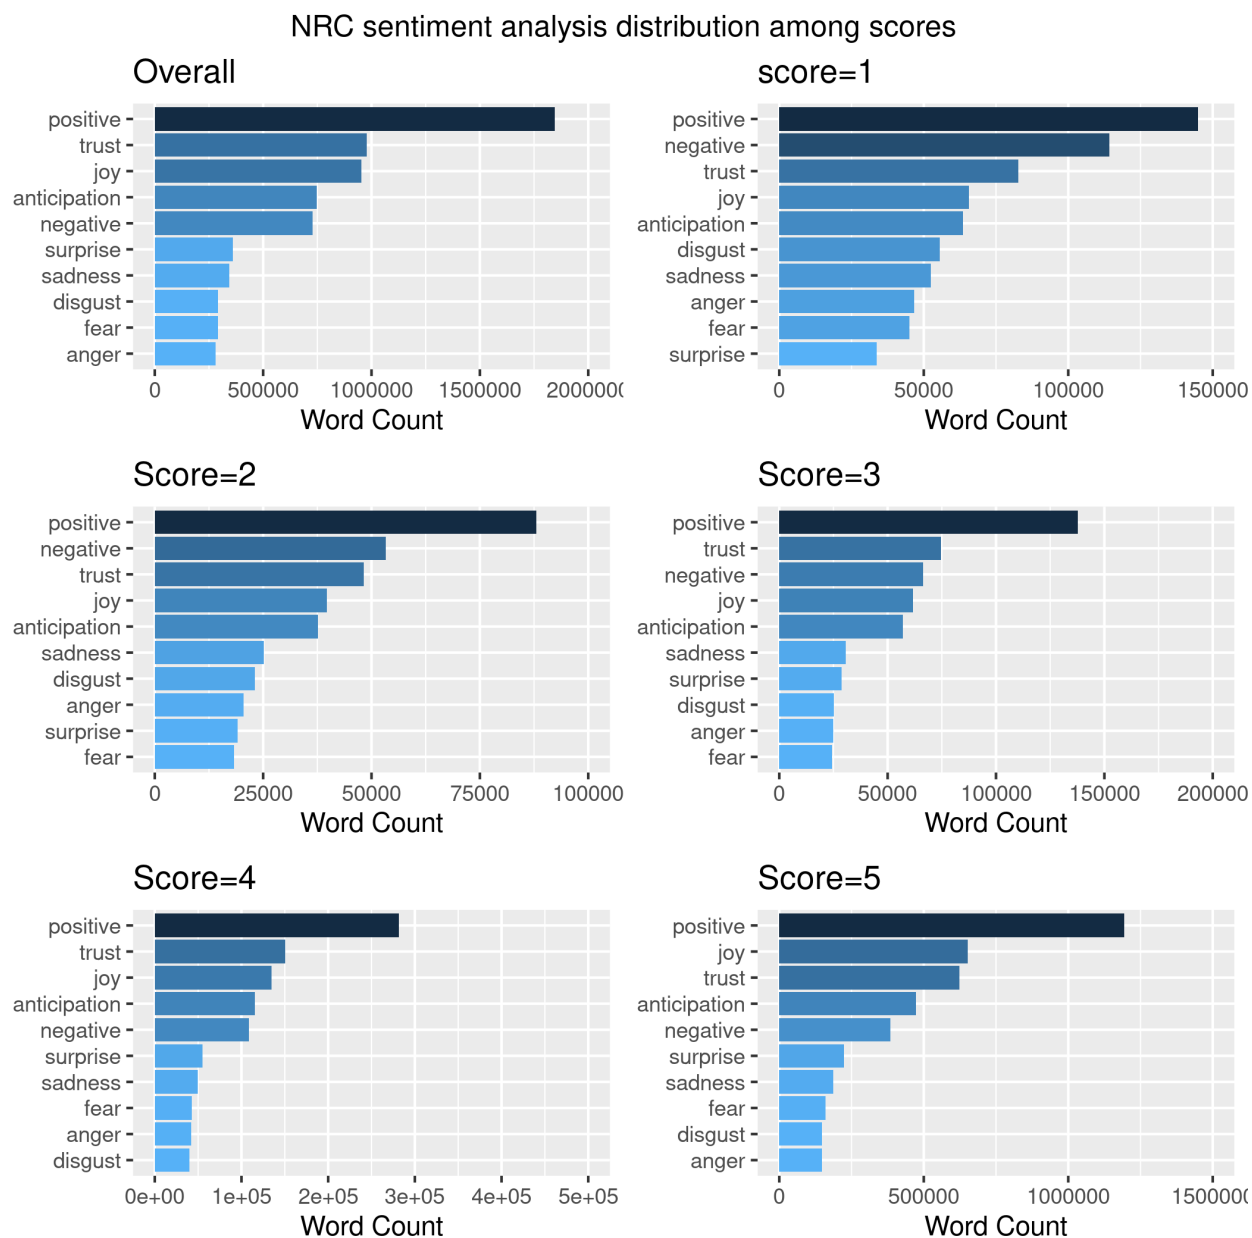 NRC sentiment analysis distribution among scores
Overall
positive
trust
joy
anticipation
negative
surprise
sadness
disgust
fear
anger
0 500000 1000000 1500000 2000000
Word Count
score=1
positive
negative
trust
joy
anticipation
disgust
sadness
anger
fear
surprise
0 50000 100000 150000
Word Count
Score=2
positive
negative
trust
joy
anticipation
sadness
disgust
anger
surprise
fear
0 25000 50000 75000 100000
Word Count
Score=3
positive
trust
negative
joy
anticipation
sadness
surprise
disgust
anger
fear
0 50000 100000 150000 200000
Word Count
Score=4
positive
trust
joy
anticipation
negative
surprise
sadness
fear
anger
disgust
0e+00 1e+05 2e+05 3e+05 4e+05 5e+05
Word Count
Score=5
positive
joy
trust
anticipation
negative
surprise
sadness
fear
disgust
anger
0 500000 1000000 1500000
Word Count